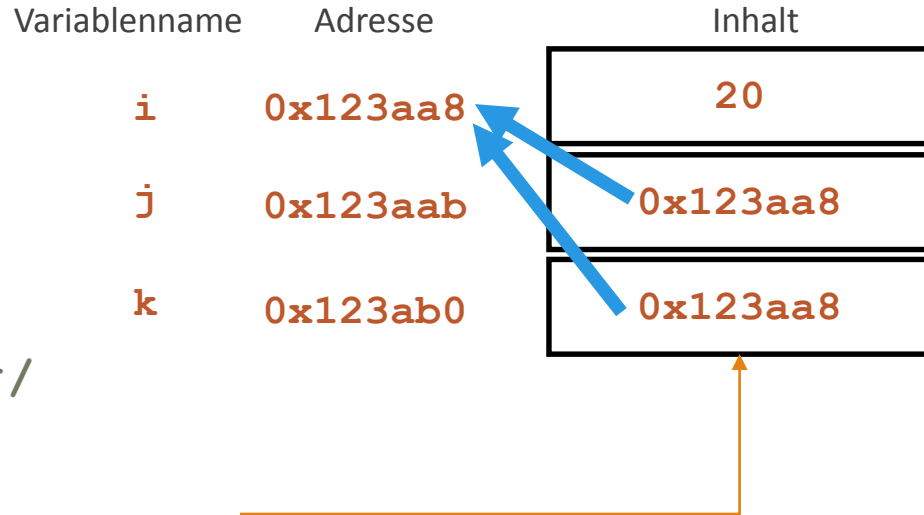 Variablenname Adresse Inhalt
i 0x123aa8 20
j 0x123aab 0x123aa8
k 0x123ab0 0x123aa8
/